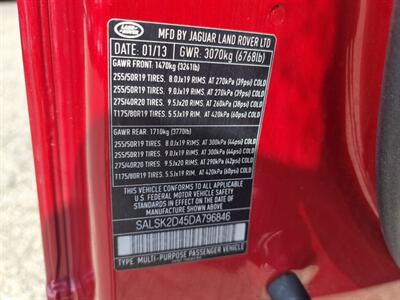 LAND ROVER
MFD BY JAGUAR LAND ROVER LTD
DATE: 01/13 GWR: 3070kg (6768lb)
GAWR FRONT: 1470kg (3241lb)
255/50R19 TIRES. 8.0Jx19 RIMS. AT 270kPa (39psi) COLD
255/50R19 TIRES. 9.0Jx19 RIMS. AT 270kPa (39psi) COLD
275/40R20 TIRES. 9.5Jx20 RIMS. AT 260kPa (38psi) COLD
T175/80R19 TIRES. 5.5Jx19 RIMS. AT 420kPa (60psi) COLD
GAWR REAR: 1710kg (3770lb)
255/50R19 TIRES. 8.0Jx19 RIMS. AT 300kPa (44psi) COLD
255/50R19 TIRES. 9.0Jx19 RIMS. AT 300kPa (44psi) COLD
275/40R20 TIRES. 9.5Jx20 RIMS. AT 290kPa (42psi) COLD
T175/80R19 TIRES. 5.5Jx19 RIMS. AT 420kPa (60psi) COLD
THIS VEHICLE CONFORMS TO ALL APPLICABLE
U.S. FEDERAL MOTOR VEHICLE SAFETY
STANDARDS IN EFFECT ON THE DATE OF
MANUFACTURE SHOWN ABOVE.
SALSK2D45DA796846
TYPE: MULTI-PURPOSE PASSENGER VEHICLE